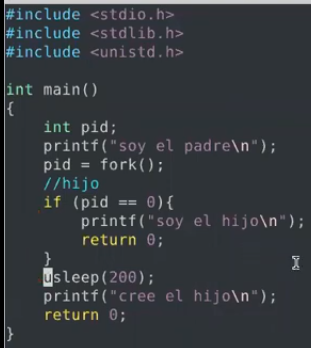 #include <stdio.h>
#include <stdlib.h>
#include <unistd.h>
int main()
{
int pid;
printf("soy el padre\n");
pid = fork();
//hijo
if (pid == 0){
printf("soy el hijo\n");
return 0;
}
usleep(200);
printf("cree el hijo\n");
return 0;
}